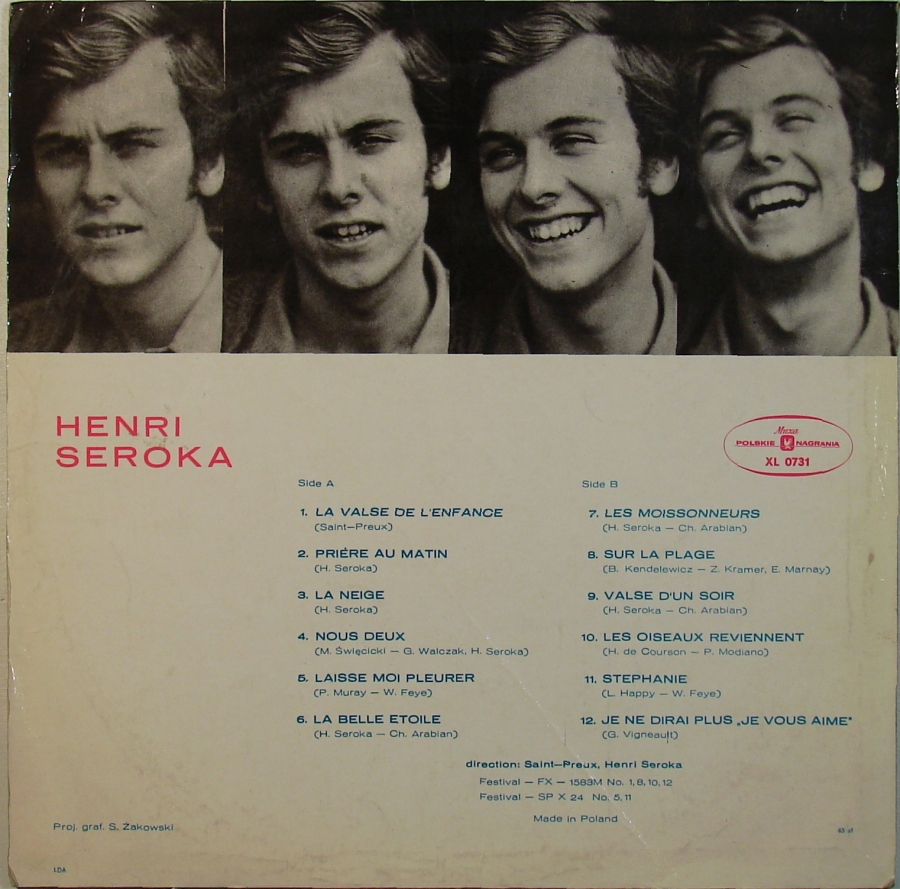 HENRI
SEROKA
Muza
POLSKIE NAGRANIA
XL 0731
Side A
1. LA VALSE DE L'ENFANCE
(Saint—Preux)
2. PRIÈRE AU MATIN
(H. Seroka)
3. LA NEIGE
(H. Seroka)
4. NOUS DEUX
(M. Święcicki — G. Walczak, H. Seroka)
5. LAISSE MOI PLEURER
(P. Muray — W. Feye)
6. LA BELLE ETOILE
(H. Seroka — Ch. Arabian)
Side B
7. LES MOISSONNEURS
(H. Seroka — Ch. Arabian)
8. SUR LA PLAGE
(B. Kendelewicz — Z. Kramer, E. Marnay)
9. VALSE D'UN SOIR
(H. Seroka — Ch. Arabian)
10. LES OISEAUX REVIENNENT
(H. de Courson — P. Modiano)
11. STEPHANIE
(L. Happy — W. Feye)
12. JE NE DIRAI PLUS „JE VOUS AIME"
(G. Vigneault)
direction: Saint—Preux, Henri Seroka
Festival — FX — 1583M No. 1, 8, 10, 12
Festival — SP X 24 No. 5, 11
Made in Poland
Proj. graf. S. Żakowski
LDA